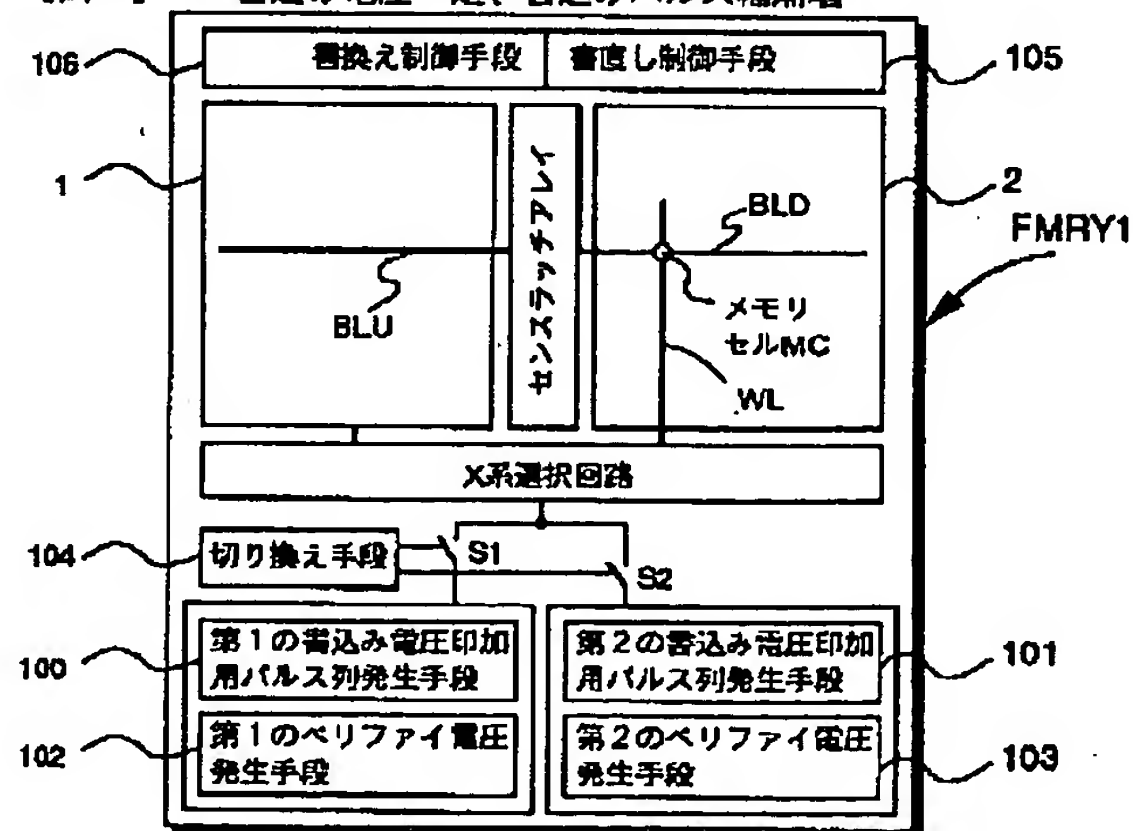 106
書換え制御手段
書直し制御手段
105
1
センスラッチアレイ
2
BLD
FMRY1
BLU
メモリ
セルMC
WL
X系選択回路
104
切り換え手段
S1
S2
100
第1の書込み電圧印加
用パルス列発生手段
第2の書込み電圧印加
用パルス列発生手段
101
102
第1のベリファイ電圧
発生手段
第2のベリファイ電圧
発生手段
103